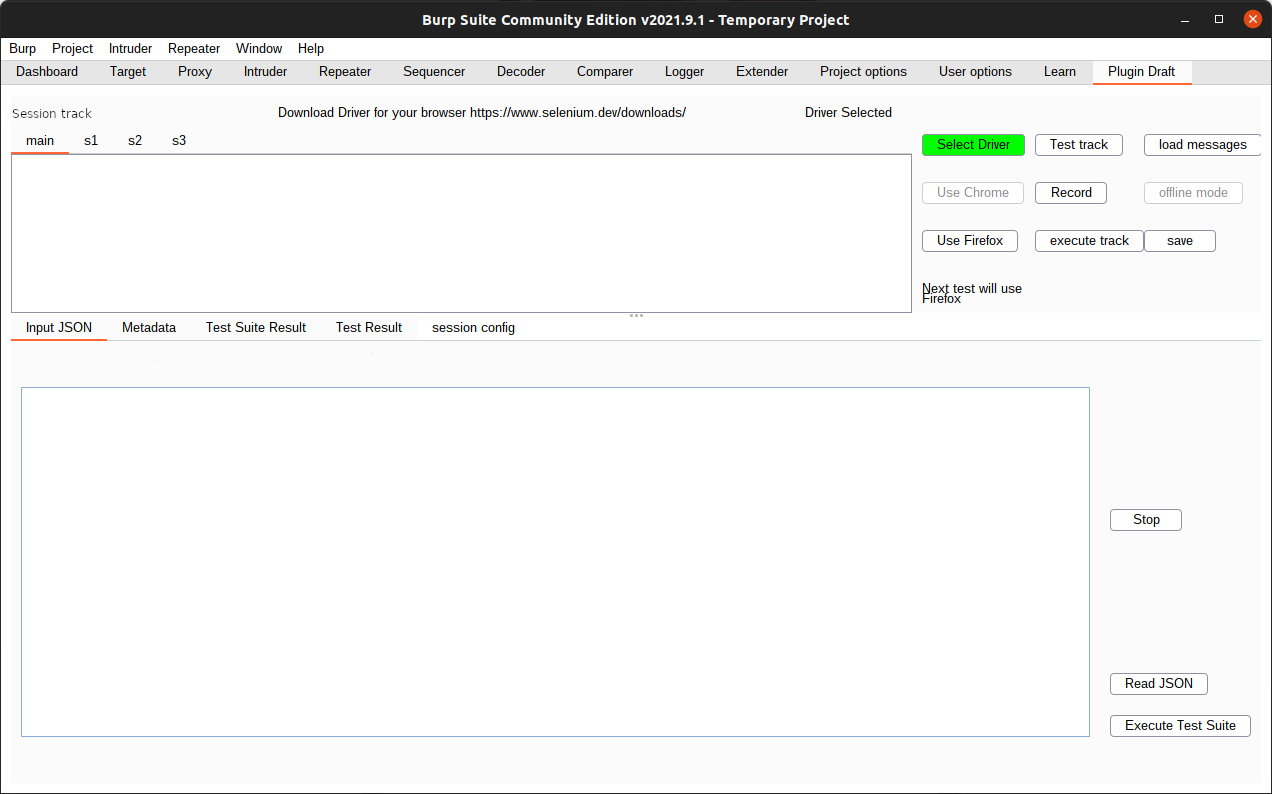 Burp Suite Community Edition v2021.9.1 - Temporary Project
Burp Project Intruder Repeater Window Help
Dashboard Target Proxy Intruder Repeater Sequencer Decoder Comparer Logger Extender Project options User options Learn Plugin Draft
Session track Download Driver for your browser https://www.selenium.dev/downloads/ Driver Selected
main s1 s2 s3
Select Driver Test track load messages
Use Chrome Record offline mode
Use Firefox execute track save
Next test will use
Firefox
Input JSON Metadata Test Suite Result Test Result session config
Stop
Read JSON
Execute Test Suite